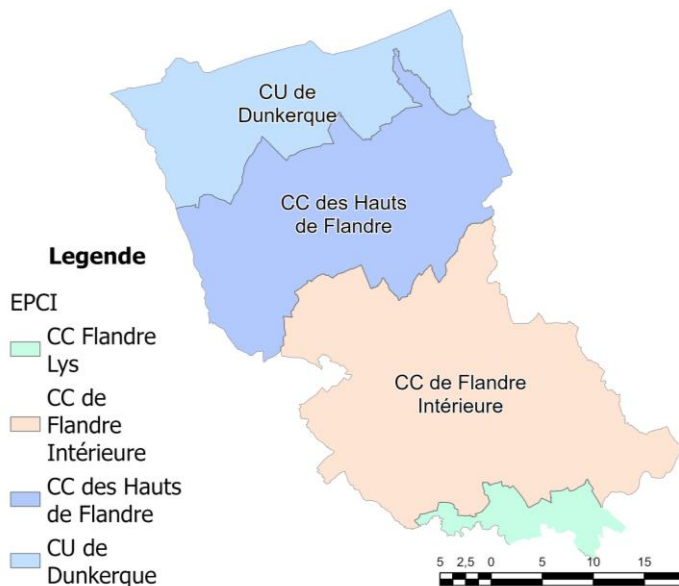 CU de
Dunkerque
CC des Hauts
de Flandre
CC de Flandre
Intérieure
Legende
EPCI
CC Flandre
Lys
CC de
Flandre
Intérieure
CC des Hauts
de Flandre
CU de
Dunkerque
5 2,5 0 5 10 15